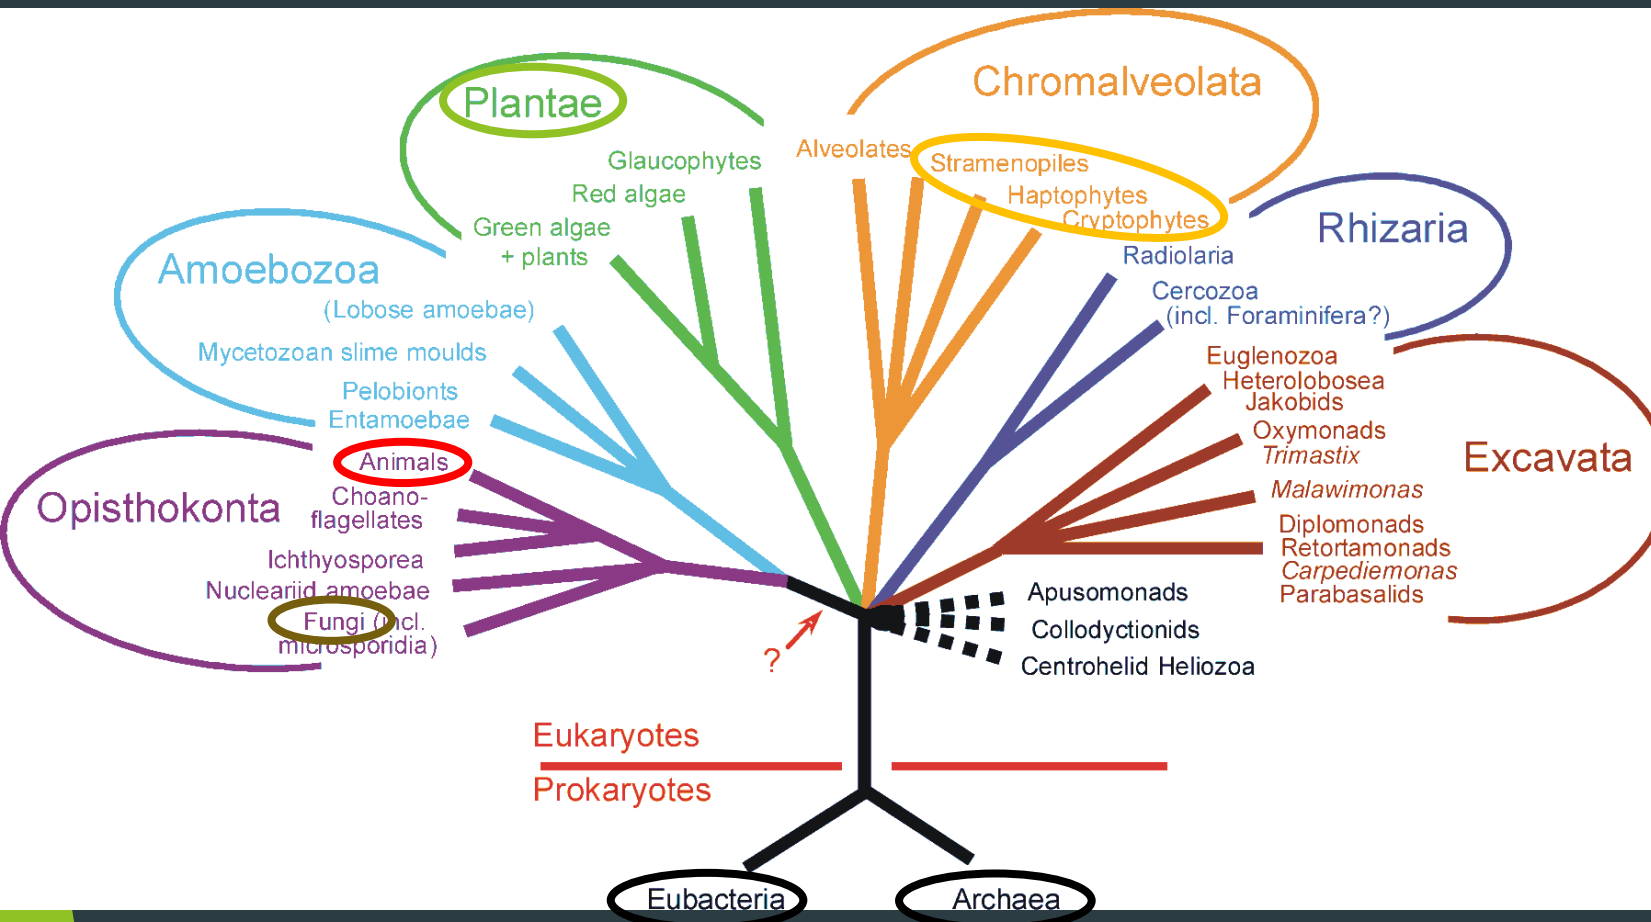 Plantae
Glaucophytes
Red algae
Green algae
+ plants
Chromalveolata
Alveolates
Stramenopiles
Haptophytes
Cryptophytes
Rhizaria
Radiolaria
Cercozoa
(incl. Foraminifera?)
Amoebozoa
(Lobose amoebae)
Mycetozoan slime moulds
Pelobionts
Entamoebae
Opisthokonta
Animals
Choano-
flagellates
Ichthyosporea
Nucleariid amoebae
Fungi (incl.
microsporidia)
Excavata
Euglenozoa
Heterolobosea
Jakobids
Oxymonads
Trimastix
Malawimonas
Diplomonads
Retortamonads
Carpediemonas
Parabasalids
Apusomonads
Collodyctionids
Centrohelid Heliozoa
?
Eukaryotes
Prokaryotes
Eubacteria
Archaea